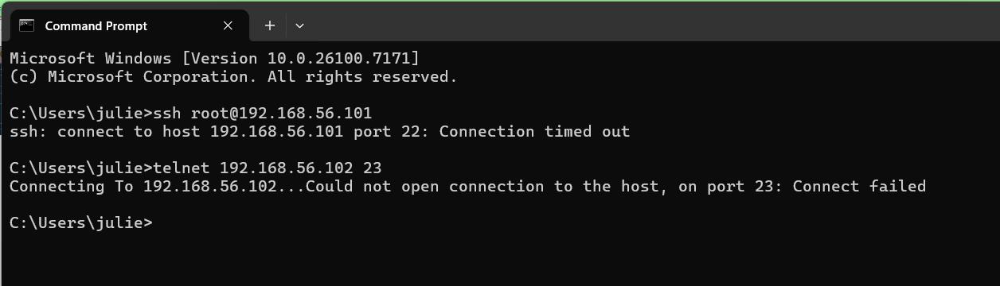 Command Prompt
Microsoft Windows [Version 10.0.26100.7171]
(c) Microsoft Corporation. All rights reserved.
C:\Users\julie>ssh root@192.168.56.101
ssh: connect to host 192.168.56.101 port 22: Connection timed out
C:\Users\julie>telnet 192.168.56.102 23
Connecting To 192.168.56.102...Could not open connection to the host, on port 23: Connect failed
C:\Users\julie>